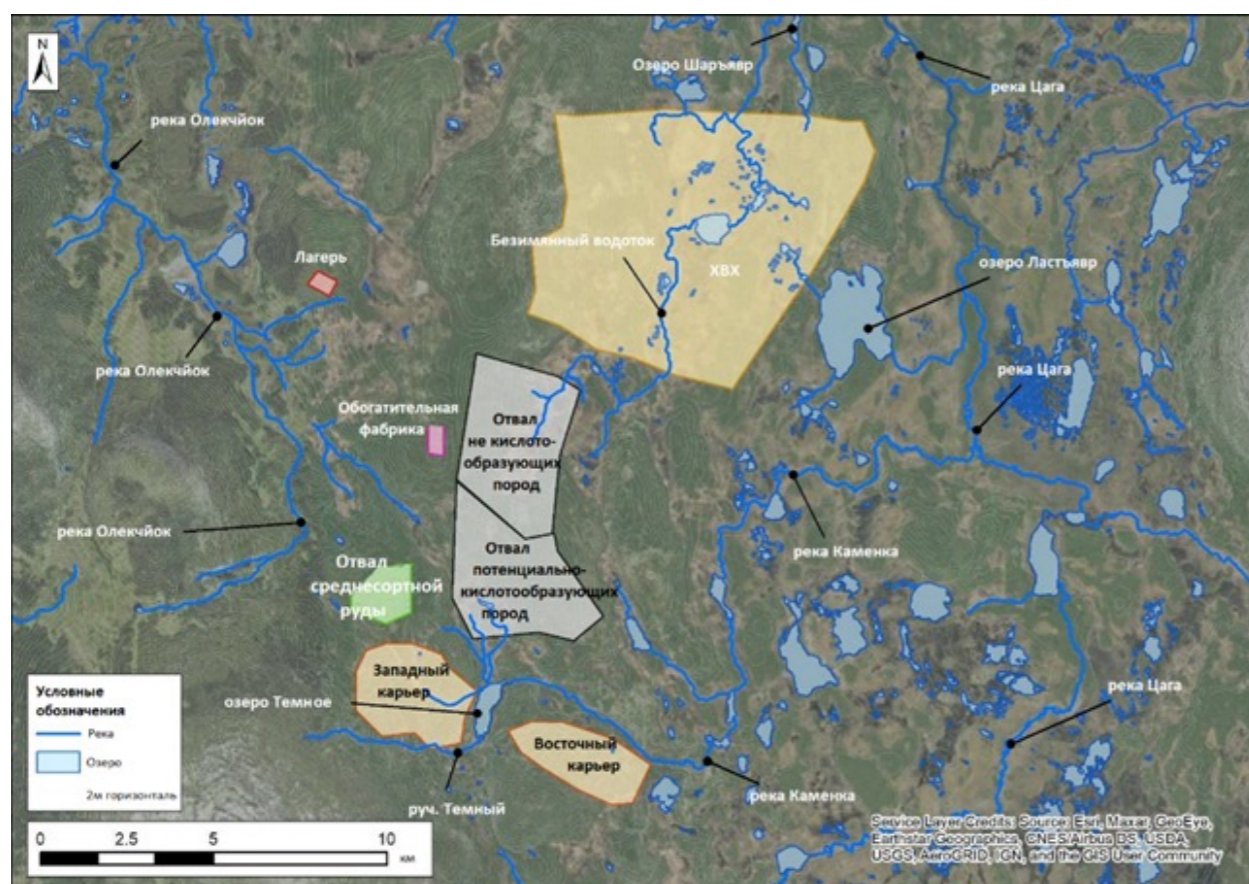 N
Озеро Шаръявр
река Цага
река Олекчйок
Безимянный водоток
озеро Ластъявр
Лагерь
ХВХ
река Олекчйок
река Цага
Обогатительная
фабрика
Отвал
не кислото-
образующих
пород
река Олекчйок
река Каменка
Отвал
среднесортной
руды
Отвал
потенциально-
кислотообразующих
пород
Западный
карьер
озеро Темное
река Цага
Восточный
карьер
руч. Темный
река Каменка
Условные
обозначения
Река
Озеро
2м горизонталь
0 2.5 5 10
км
Service Layer Credits: Source: Esri, Maxar, GeoEye,
Earthstar Geographics, CNES/Airbus DS, USDA,
USGS, AeroGRID, IGN, and the GIS User Community